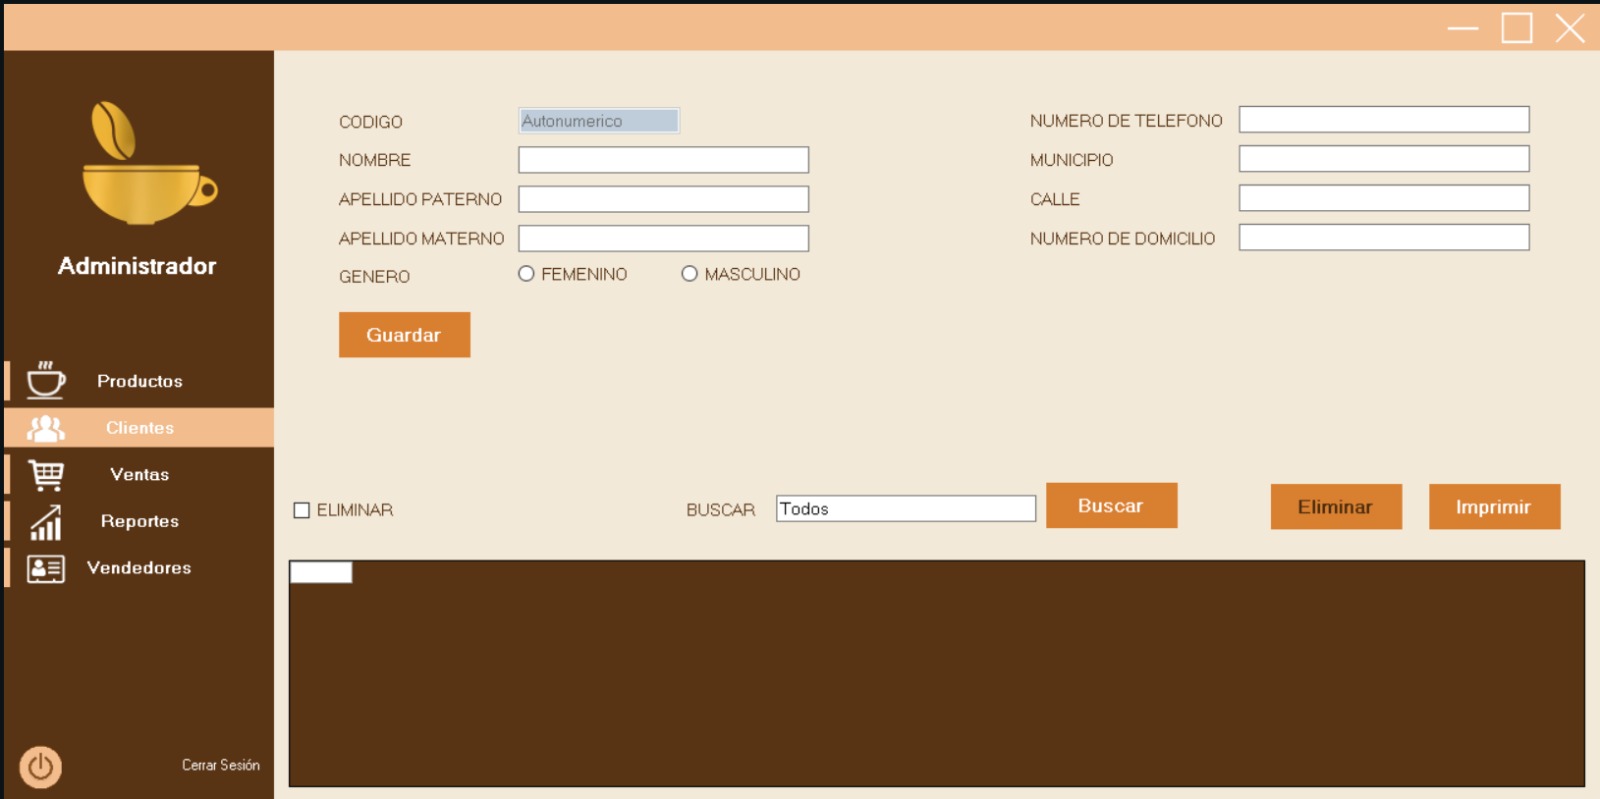 Administrador
Productos
Clientes
Ventas
Reportes
Vendedores
Cerrar Sesión
CODIGO Autonumerico
NOMBRE
APELLIDO PATERNO
APELLIDO MATERNO
GENERO FEMENINO MASCULINO
Guardar
NUMERO DE TELEFONO
MUNICIPIO
CALLE
NUMERO DE DOMICILIO
ELIMINAR BUSCAR Todos Buscar Eliminar Imprimir